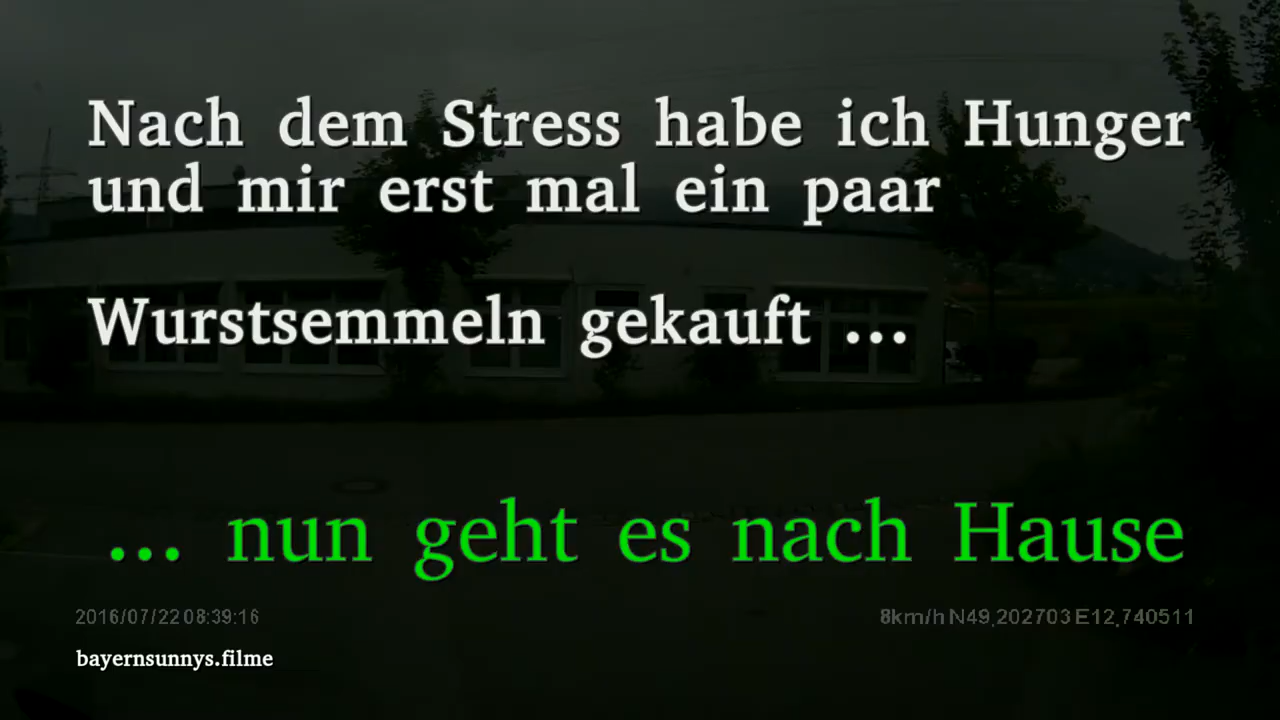 Nach dem Stress habe ich Hunger
und mir erst mal ein paar
Wurstsemmeln gekauft ...
... nun geht es nach Hause
2016/07/22 08:39:16
8km/h N49.202703 E12.740511
bayernsunnys.filme